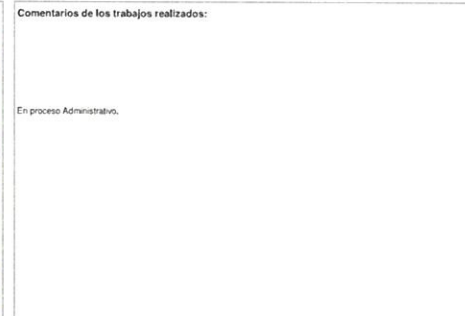 Comentarios de los trabajos realizados:
En proceso Administrativo.